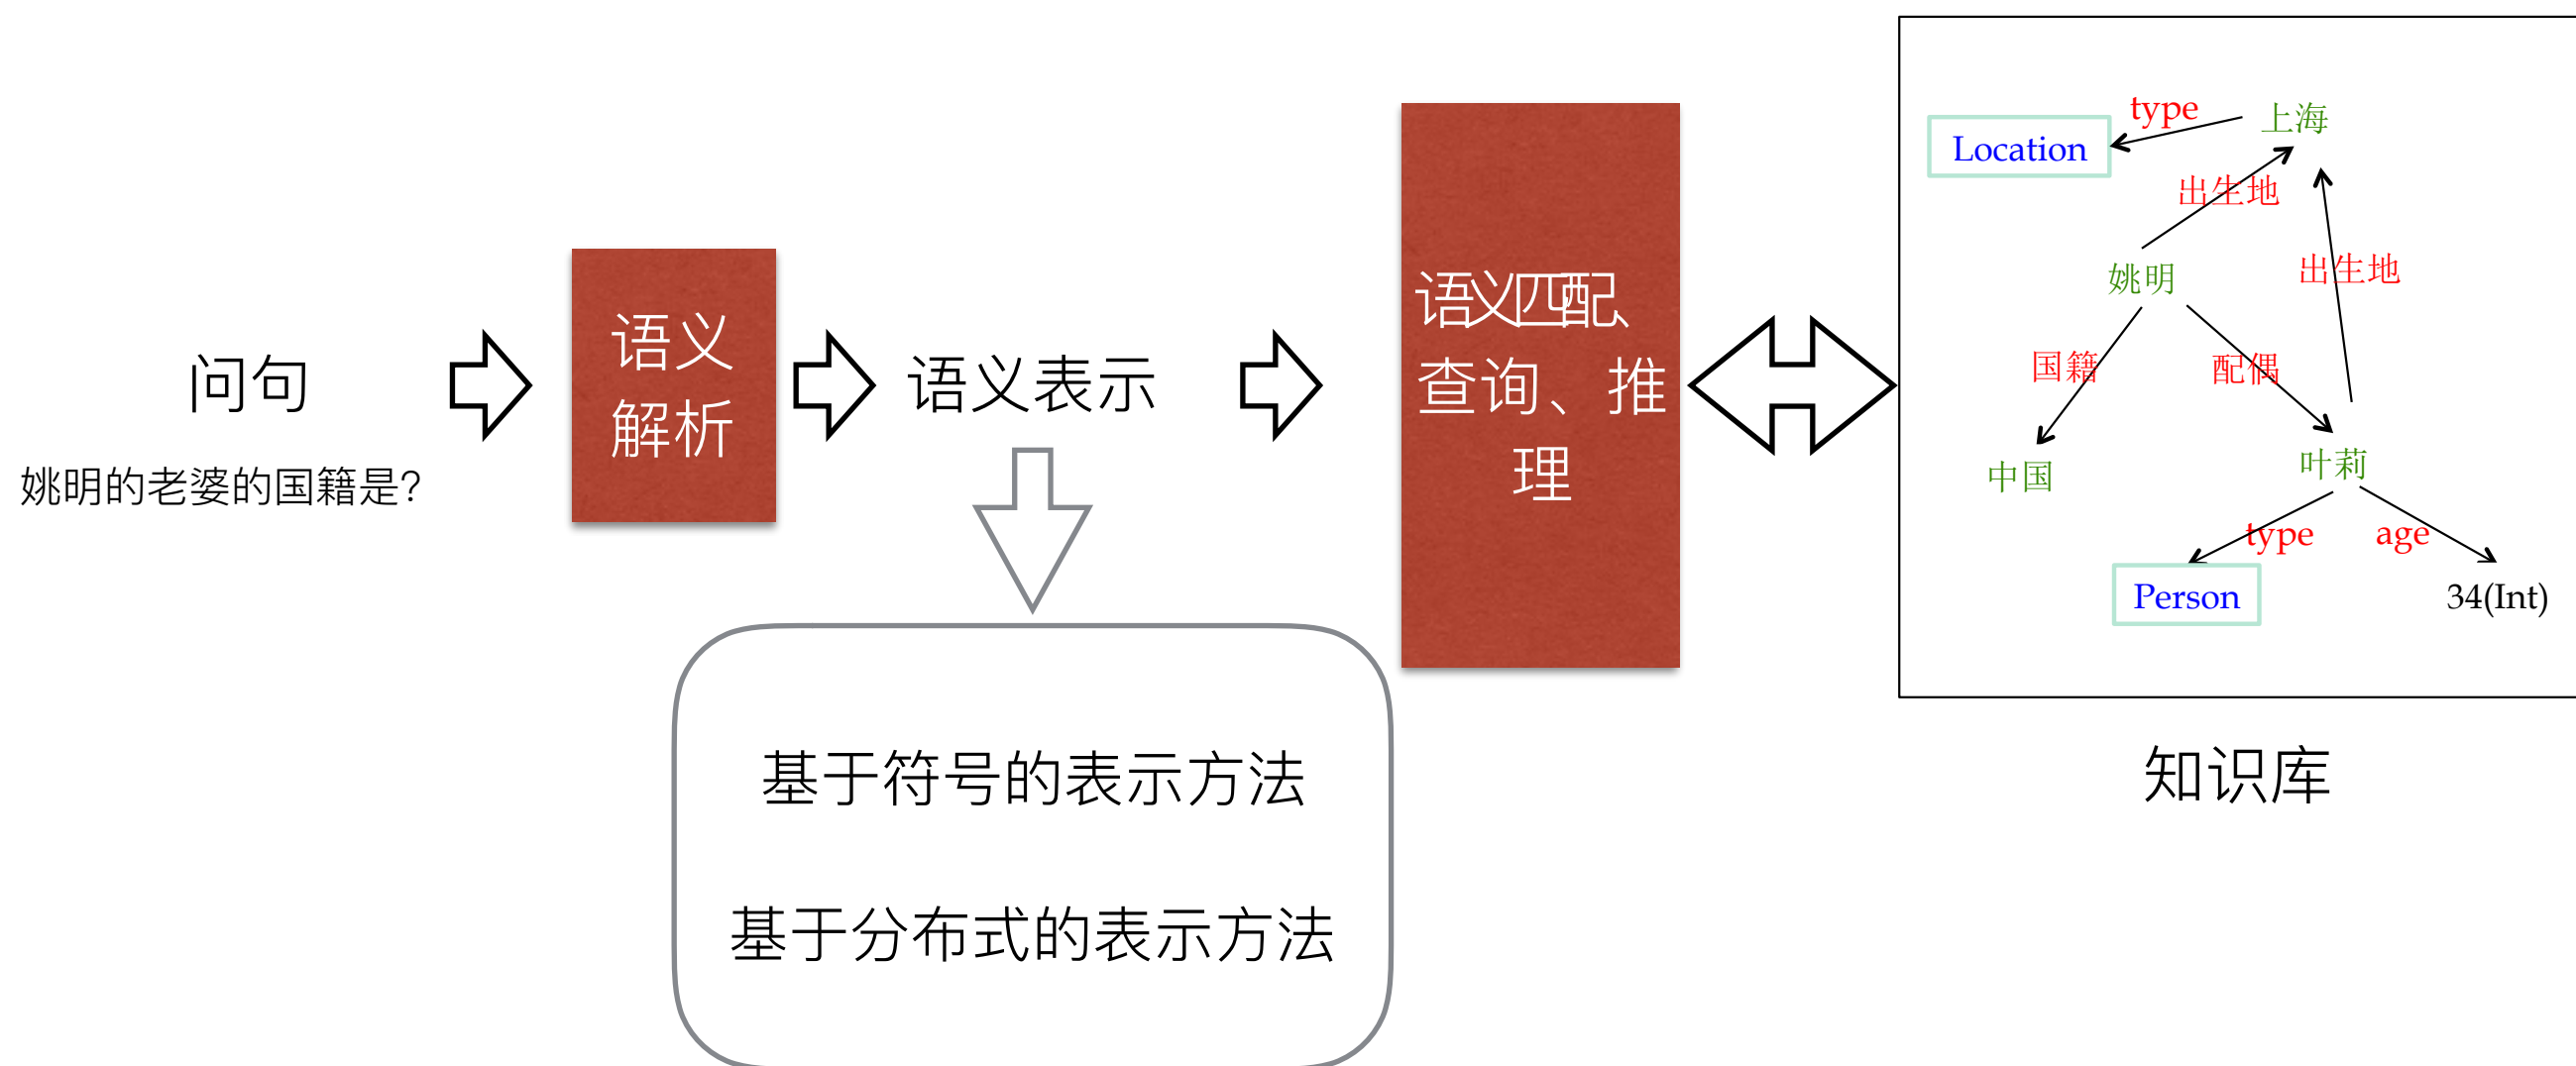 问句
姚明的老婆的国籍是？
语义
解析
语义表示
基于符号的表示方法
基于分布式的表示方法
语义匹配、
查询、推
理
type
上海
Location
出生地
姚明
出生地
国籍
配偶
中国
叶莉
type
age
Person
34(Int)
知识库